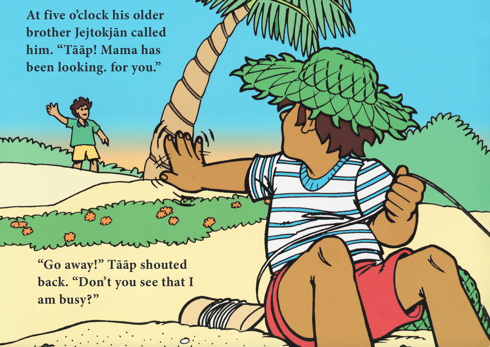 At five o’clock his older
brother Jejtokjān called
him. “Tāāp! Mama has
been looking. for you.”
“Go away!” Tāāp shouted
back. “Don’t you see that I
am busy?”